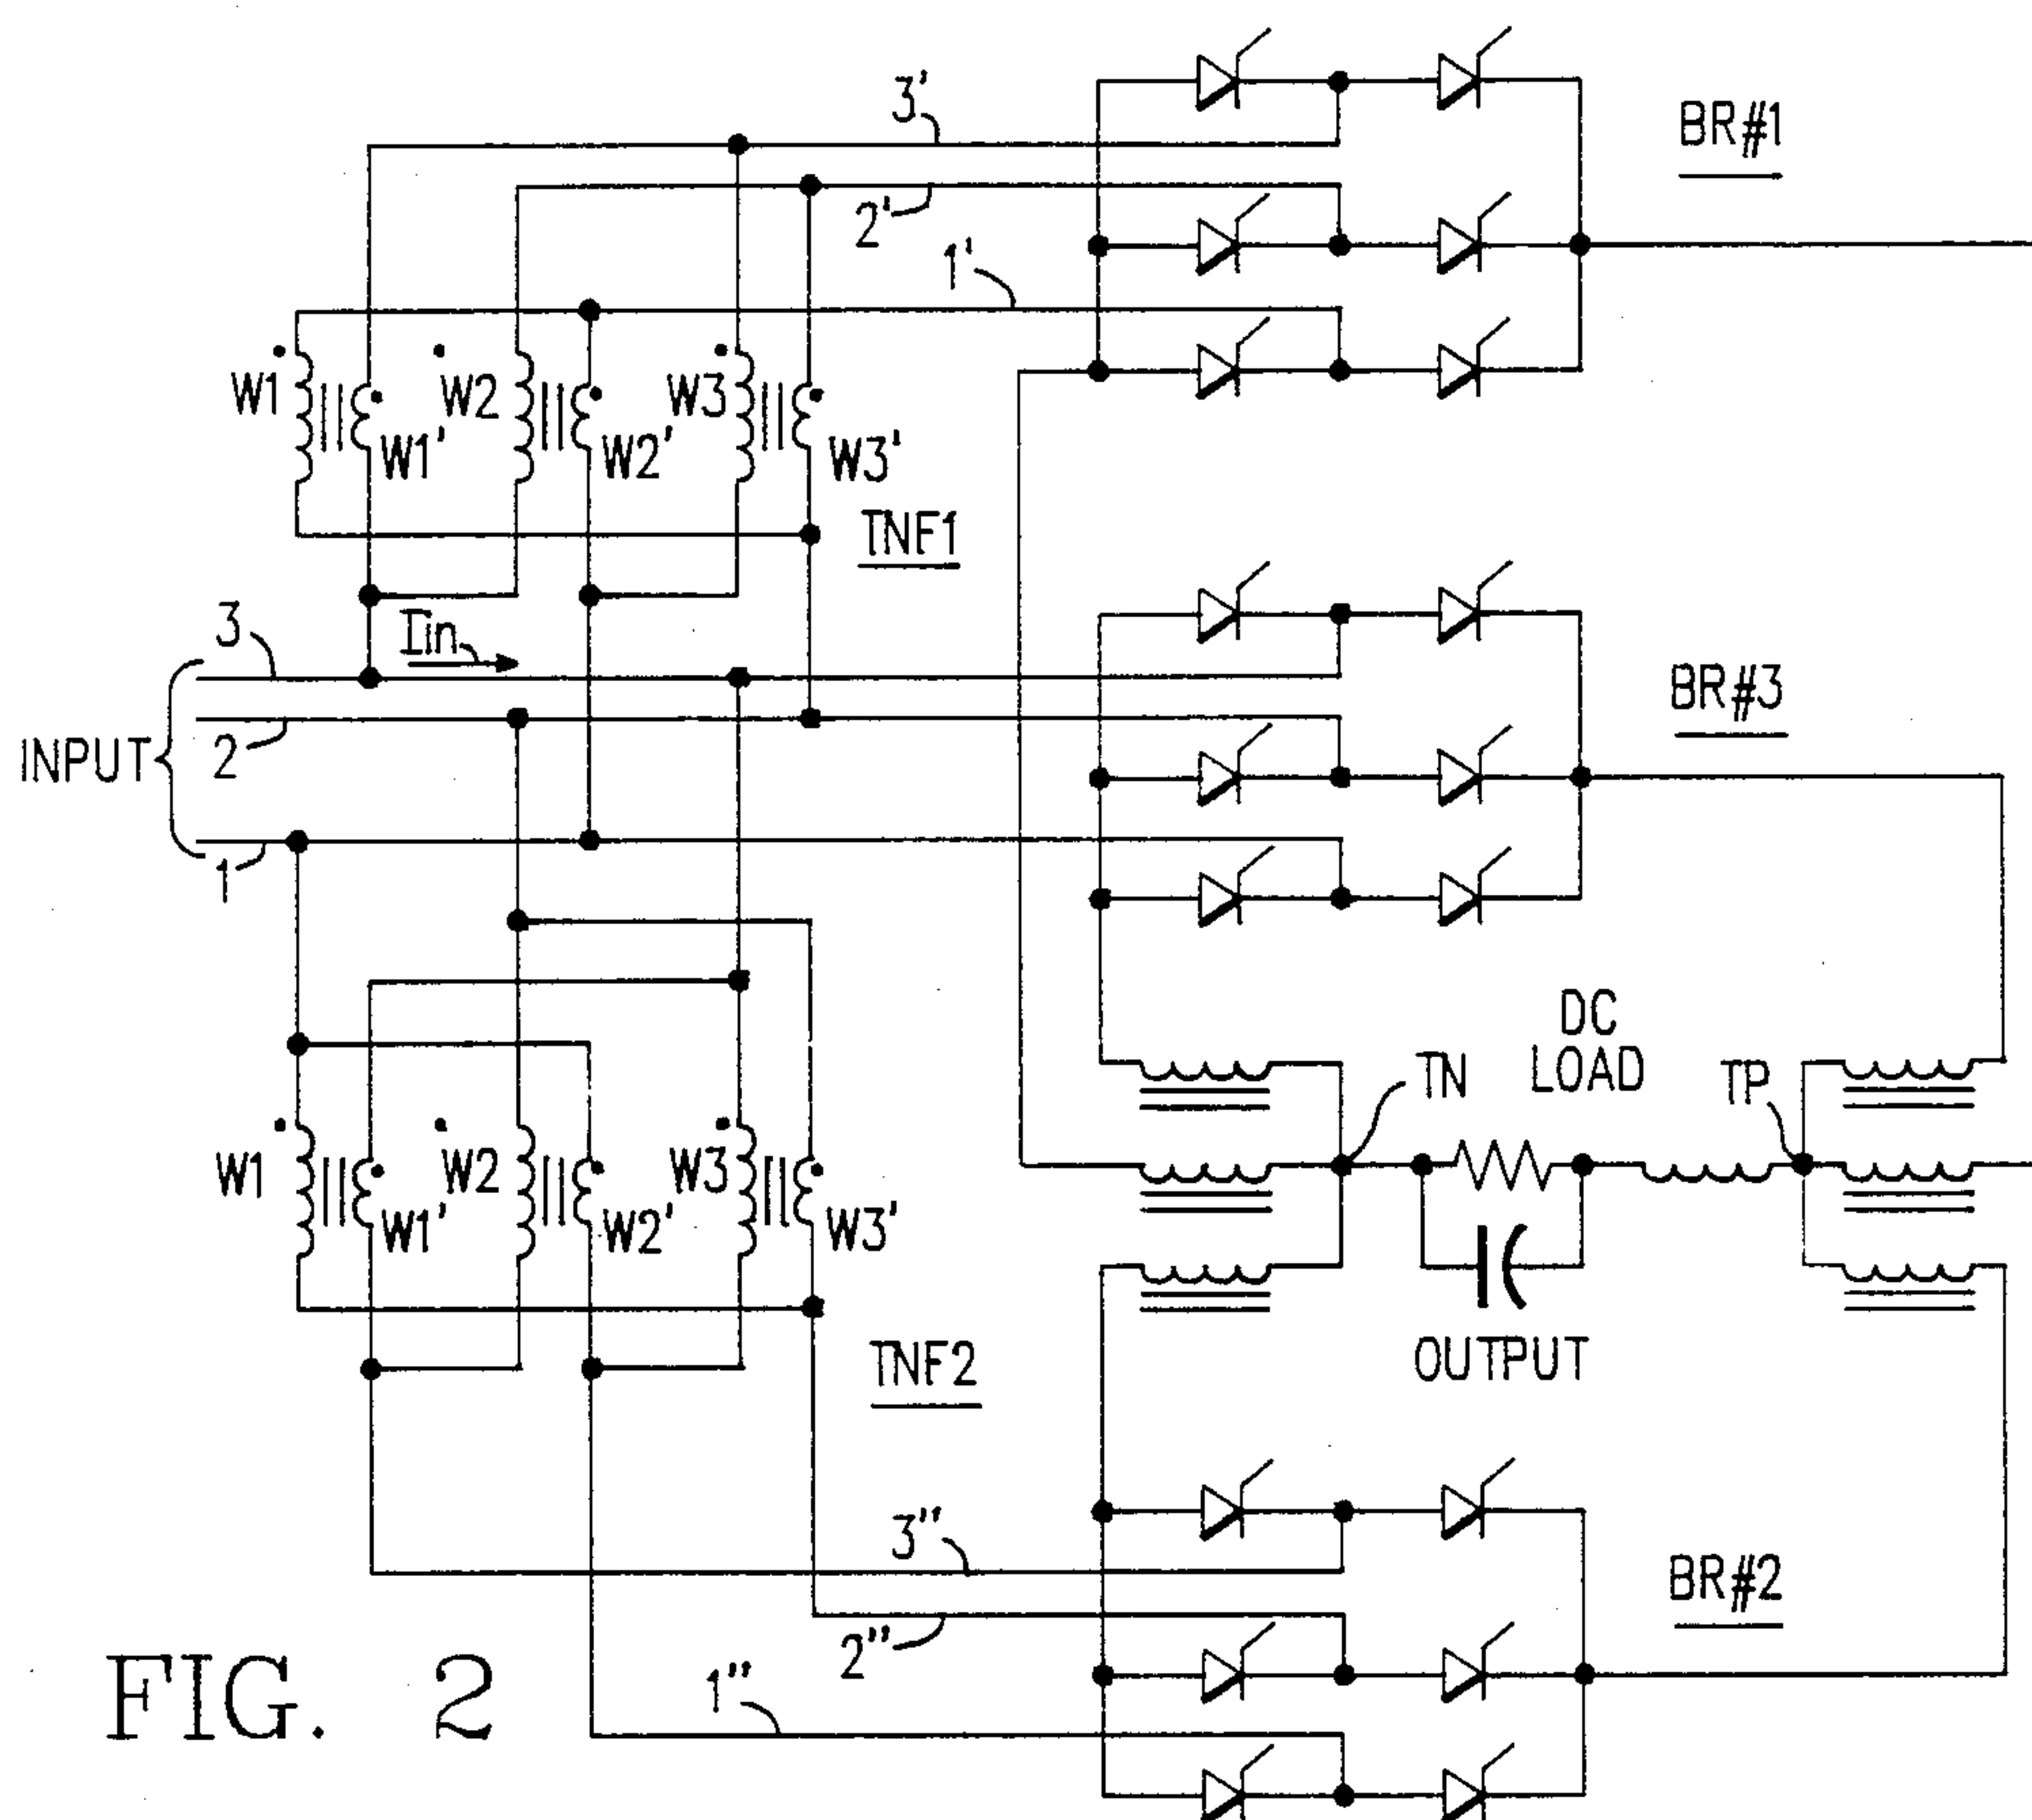 3'
BR#1
2'
1'
W1
W1'
W2
W2'
W3
W3'
TNF1
3
Iin
BR#3
INPUT
2
1
DC
LOAD
TN
TP
W1
W1'
W2
W2'
W3
W3'
TNF2
OUTPUT
3"
BR#2
2"
1"
FIG. 2